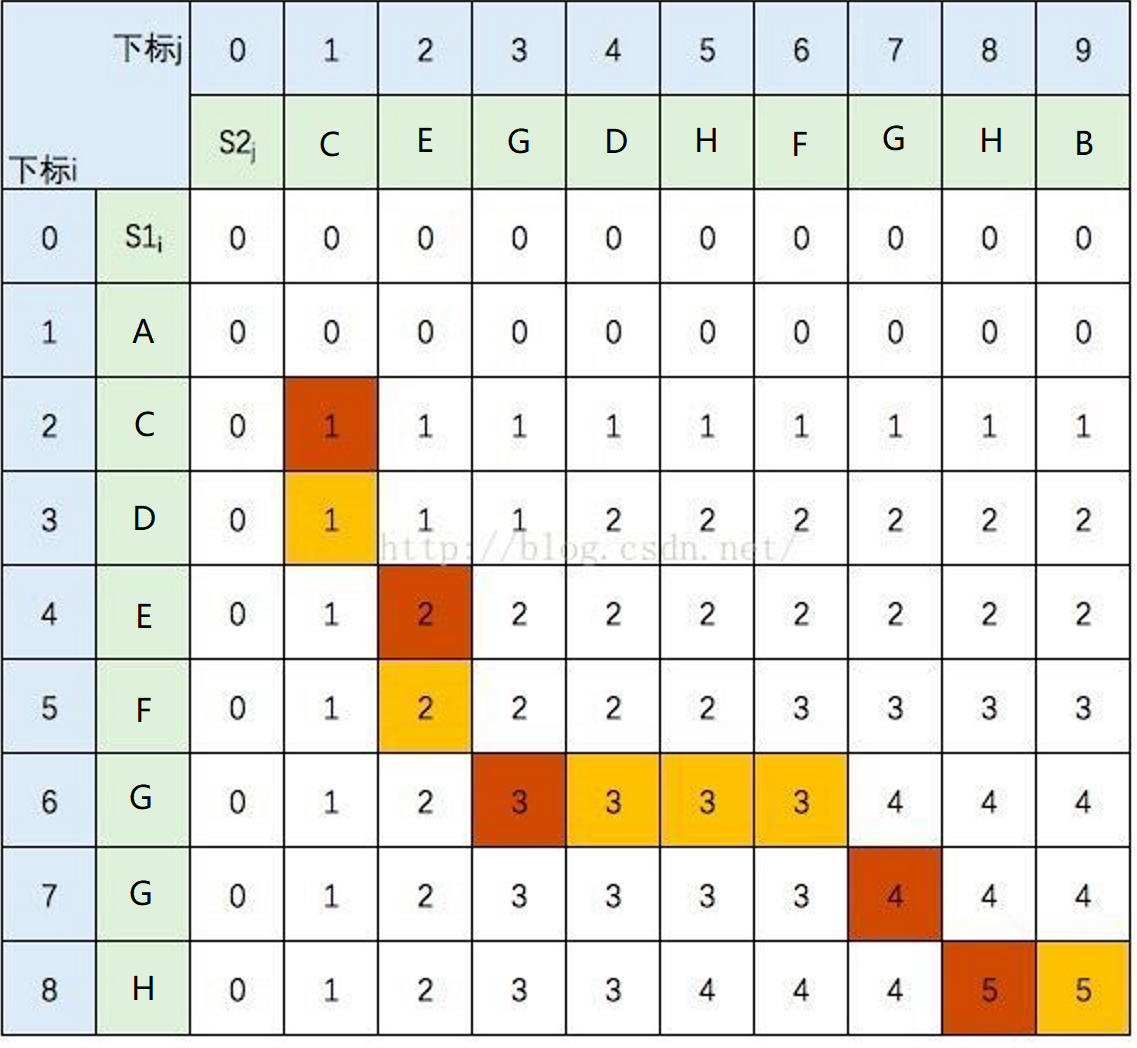 下标j 0 1 2 3 4 5 6 7 8 9
下标i S2j C E G D H F G H B
0 S1i 0 0 0 0 0 0 0 0 0 0
1 A 0 0 0 0 0 0 0 0 0 0
2 C 0 1 1 1 1 1 1 1 1 1
3 D 0 1 1 1 2 2 2 2 2 2
http://blog.csdn.net/
4 E 0 1 2 2 2 2 2 2 2 2
5 F 0 1 2 2 2 2 3 3 3 3
6 G 0 1 2 3 3 3 3 4 4 4
7 G 0 1 2 3 3 3 3 4 4 4
8 H 0 1 2 3 3 4 4 4 5 5